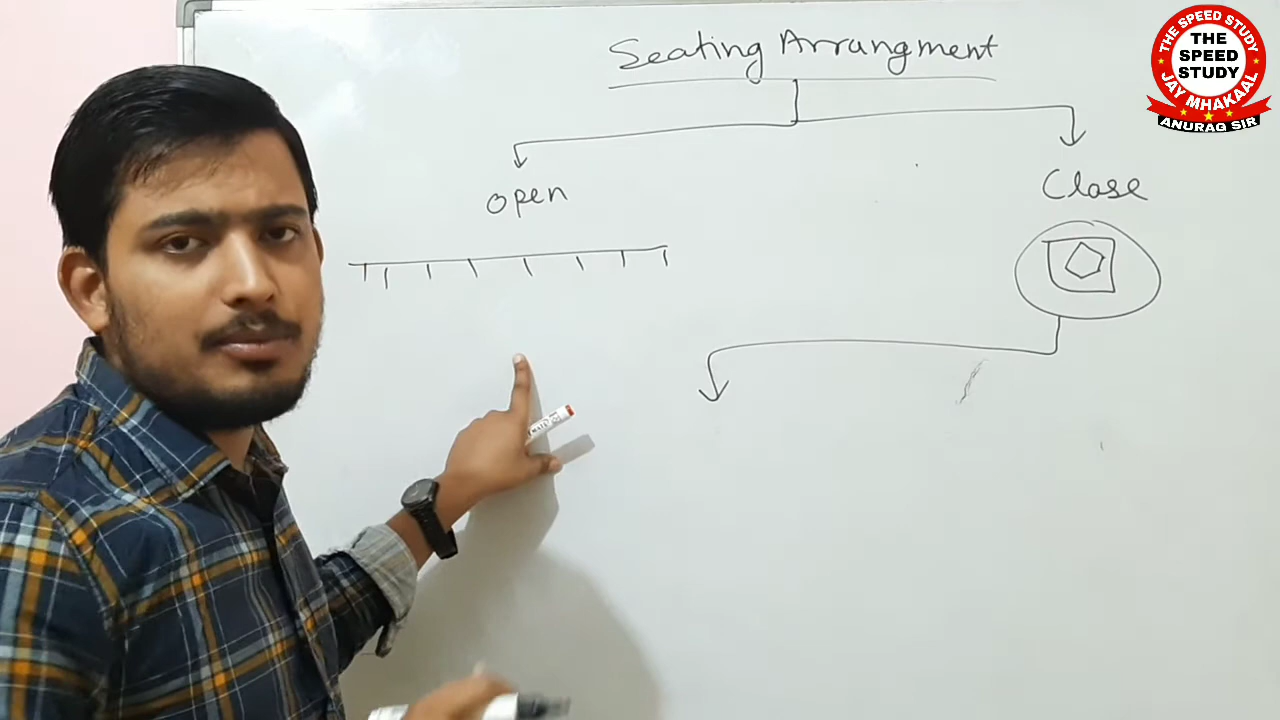 Seating Arrangment
Open
Close
THE SPEED STUDY
THE
SPEED
STUDY
JAY MHAKAAL
ANURAG SIR